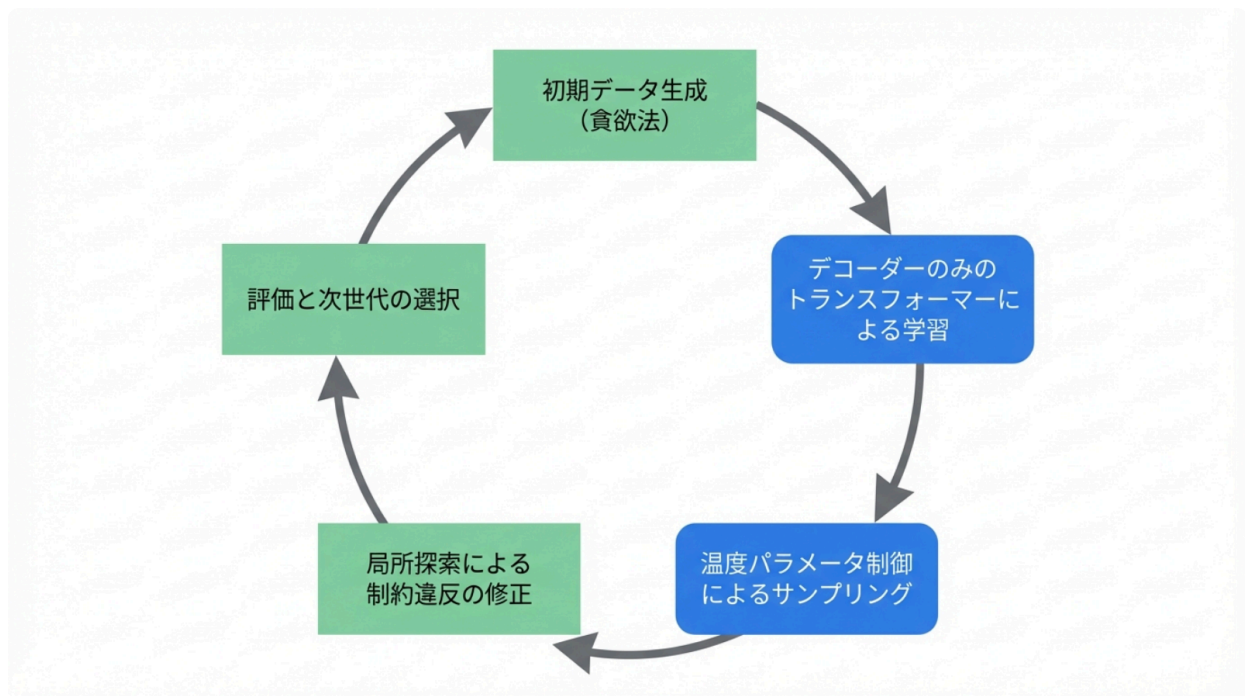 初期データ生成
（貪欲法）
デコーダーのみの
トランスフォーマーに
よる学習
温度パラメータ制御
によるサンプリング
局所探索による
制約違反の修正
評価と次世代の選択